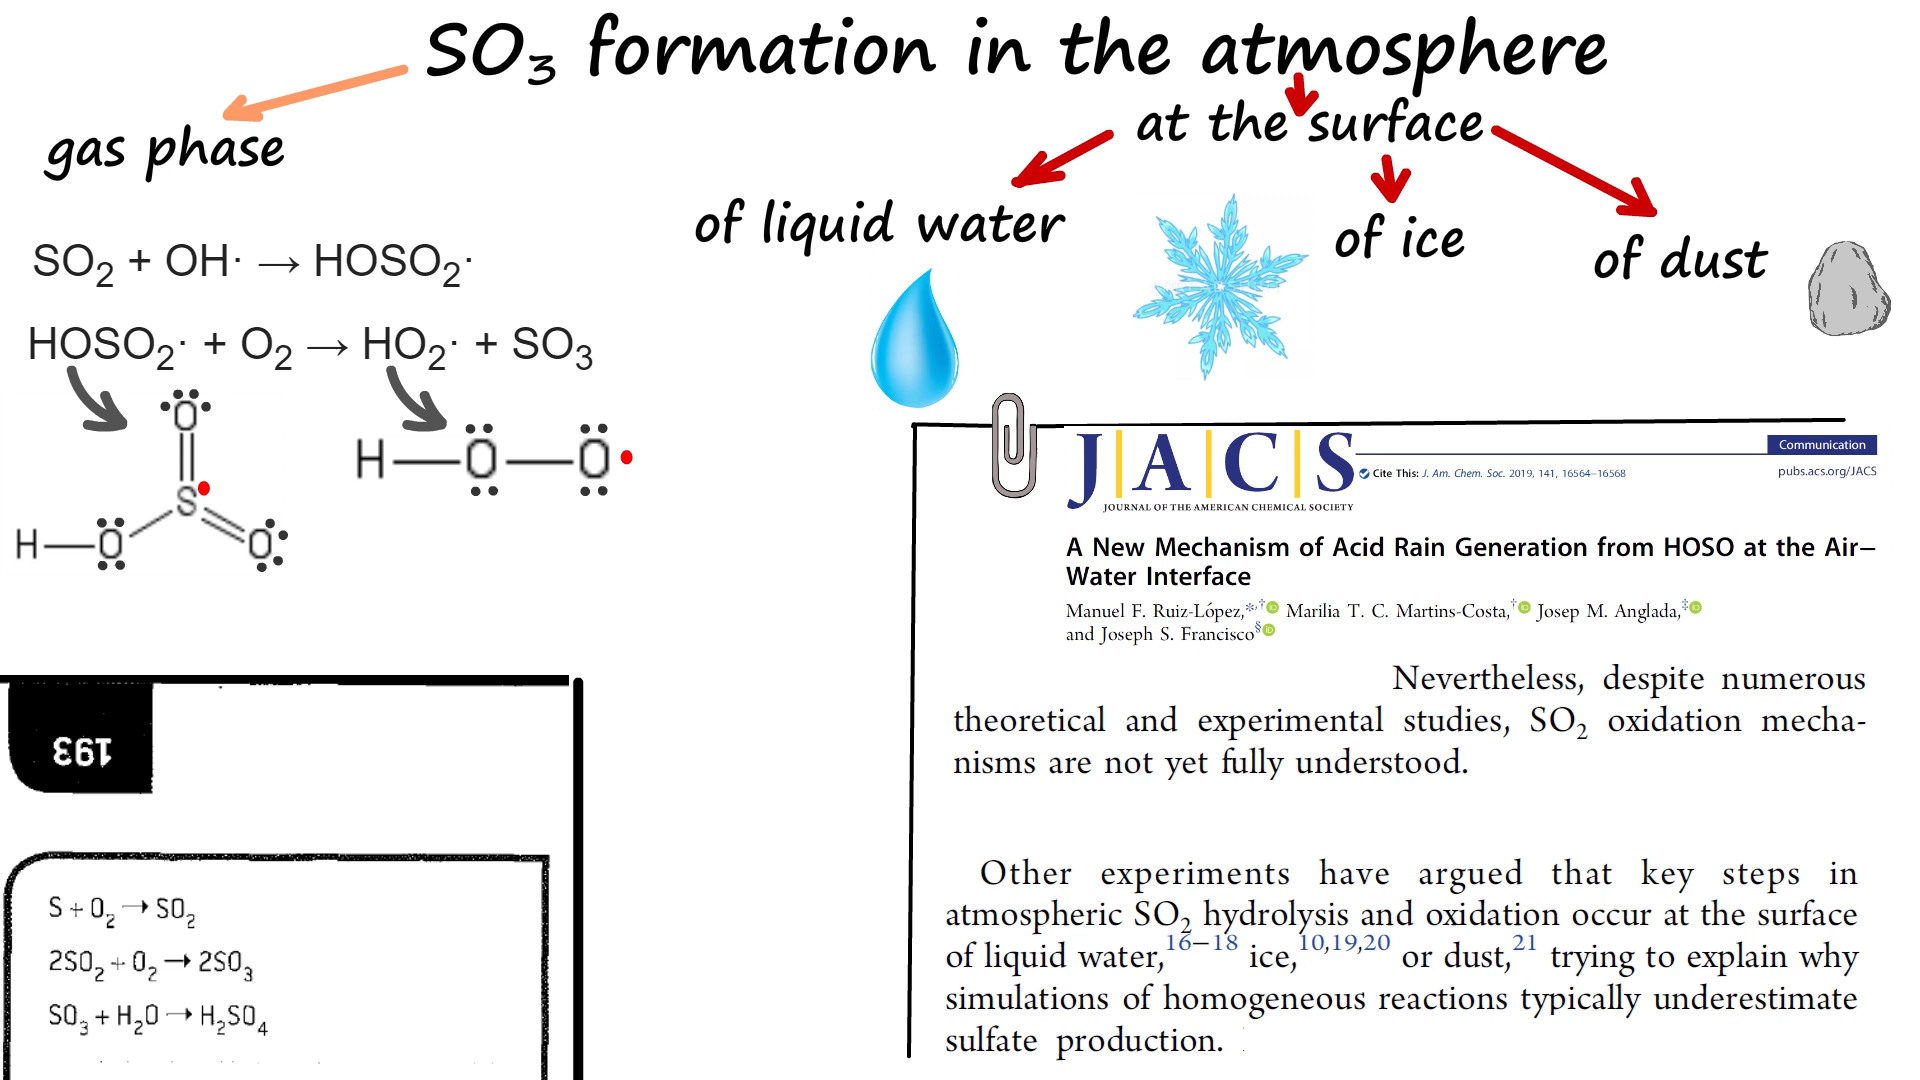 SO₃ formation in the atmosphere
gas phase
at the surface
of liquid water
of ice
of dust
SO₂ + OH· → HOSO₂·
HOSO₂· + O₂ → HO₂· + SO₃
O
S
H—O
O
H—O—O
193
S + O₂ → SO₂
2SO₂ + O₂ → 2SO₃
SO₃ + H₂O → H₂SO₄
J|A|C|S
JOURNAL OF THE AMERICAN CHEMICAL SOCIETY
Cite This: J. Am. Chem. Soc. 2019, 141, 16564−16568
Communication
pubs.acs.org/JACS
A New Mechanism of Acid Rain Generation from HOSO at the Air−
Water Interface
Manuel F. Ruiz-López,*,† Marilia T. C. Martins-Costa,† Josep M. Anglada,‡
and Joseph S. Francisco§
Nevertheless, despite numerous
theoretical and experimental studies, SO₂ oxidation mecha-
nisms are not yet fully understood.
Other experiments have argued that key steps in
atmospheric SO₂ hydrolysis and oxidation occur at the surface
of liquid water,16−18 ice,10,19,20 or dust,21 trying to explain why
simulations of homogeneous reactions typically underestimate
sulfate production.